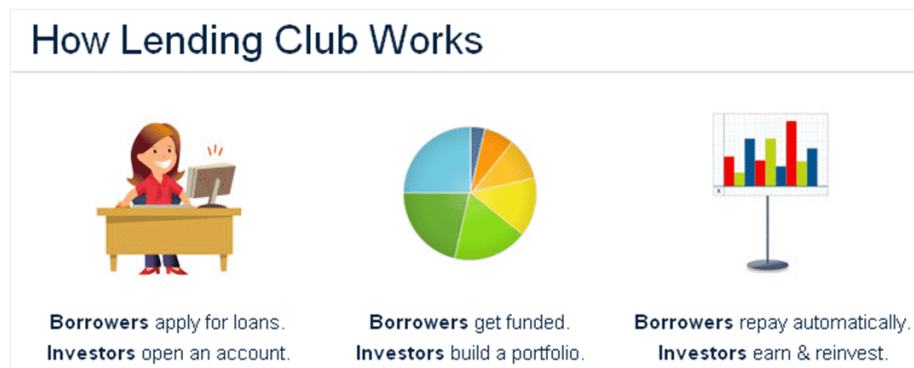 How Lending Club Works
Borrowers apply for loans.
Investors open an account.
Borrowers get funded.
Investors build a portfolio.
Borrowers repay automatically.
Investors earn & reinvest.